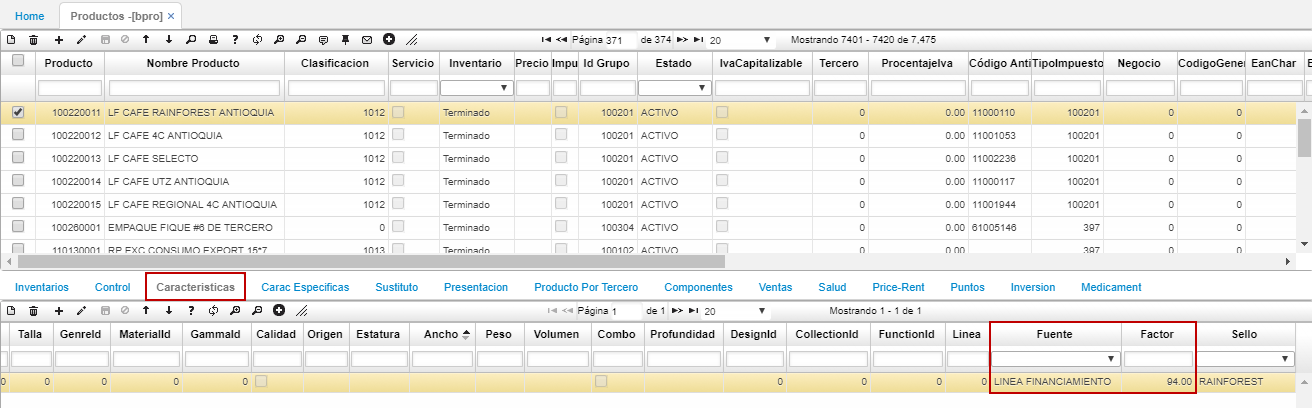 Home Productos -[bpro] ×
Página 371 de 374 20 ▼ Mostrando 7401 - 7420 de 7,475
Producto Nombre Producto Clasificacion Servicio Inventario Precio Impu Id Grupo Estado IvaCapitalizable Tercero ProcentajeIva Código Anti TipoImpuesto Negocio CodigoGener EanChar E
100220011 LF CAFE RAINFOREST ANTIOQUIA 1012 Terminado 100201 ACTIVO 0 0.00 11000110 100201 0 0
100220012 LF CAFE 4C ANTIOQUIA 1012 Terminado 100201 ACTIVO 0 0.00 11001053 100201 0 0
100220013 LF CAFE SELECTO 1012 Terminado 100201 ACTIVO 0 0.00 11002236 100201 0 0
100220014 LF CAFE UTZ ANTIOQUIA 1012 Terminado 100201 ACTIVO 0 0.00 11000117 100201 0 0
100220015 LF CAFE REGIONAL 4C ANTIOQUIA 1012 Terminado 100201 ACTIVO 0 0.00 11001944 100201 0 0
100260001 EMPAQUE FIQUE #6 DE TERCERO 0 Terminado 100304 ACTIVO 0 0.00 61005146 397 0 0
110130001 RP EXC CONSUMO EXPORT 15*7 1013 Terminado 100102 ACTIVO 0 0.00 397 0 0
Inventarios Control Caracteristicas Carac Especificas Sustituto Presentacion Producto Por Tercero Componentes Ventas Salud Price-Rent Puntos Inversion Medicament
Página 1 de 1 20 ▼ Mostrando 1 - 1 de 1
Talla GenreId MaterialId GammaId Calidad Origen Estatura Ancho Peso Volumen Combo Profundidad DesignId CollectionId FunctionId Linea Fuente Factor Sello
0 0 0 0 0 0 0 0 0 LINEA FINANCIAMIENTO 94.00 RAINFOREST